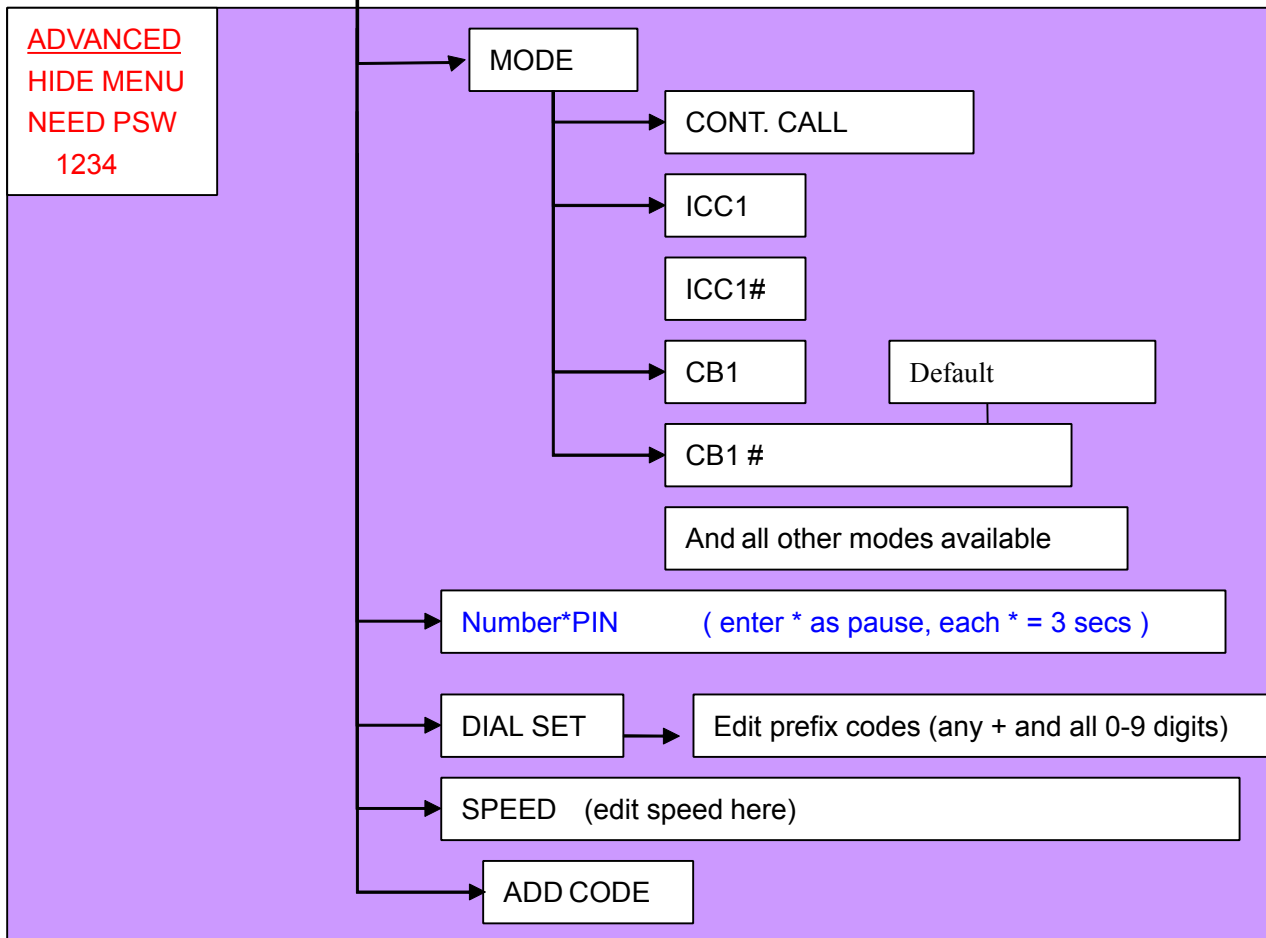 ADVANCED
HIDE MENU
NEED PSW
1234
MODE
CONT. CALL
ICC1
ICC1#
CB1
Default
CB1 #
And all other modes available
Number*PIN ( enter * as pause, each * = 3 secs )
DIAL SET
Edit prefix codes (any + and all 0-9 digits)
SPEED (edit speed here)
ADD CODE